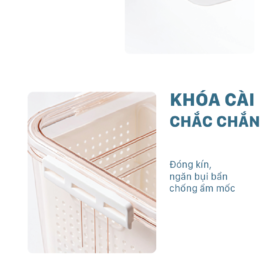 KHÓA CÀI
CHẮC CHẮN
Đóng kín,
ngăn bụi bẩn
chống ẩm mốc